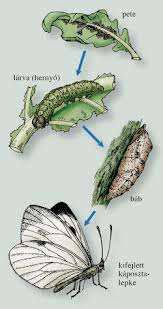 pete
lárva (hernyó)
báb
kifejlett
káposzta-
lepke